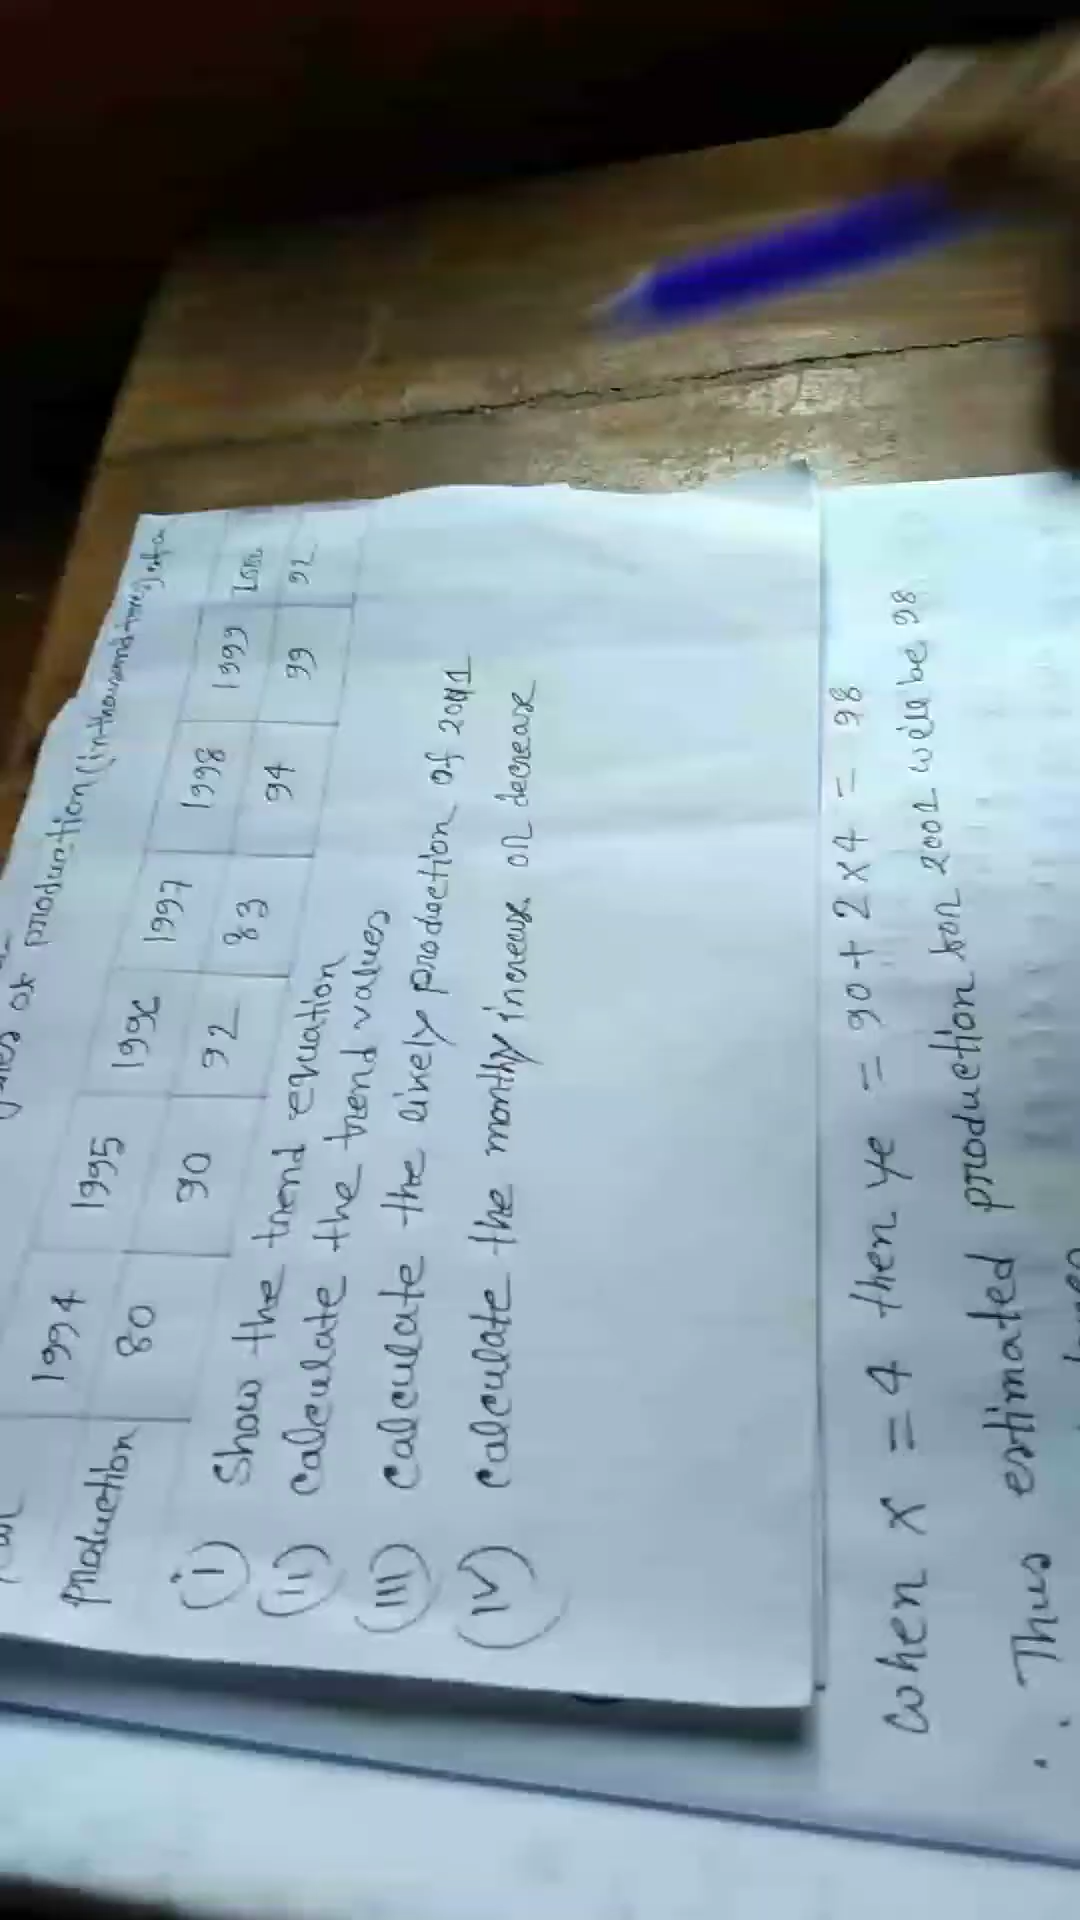 of production (in thousand
1994 1995 1996 1997 1998 1999
production 80 90 92 83 94 99 92
(i) Show the trend equation
(ii) calculate the trend values
(iii) calculate the likely production of 2001
(iv) calculate the monthly increase or decrease
when x = 4 then ye = 90 + 2 x 4 = 98
∴ Thus estimated production for 2001 will be 98